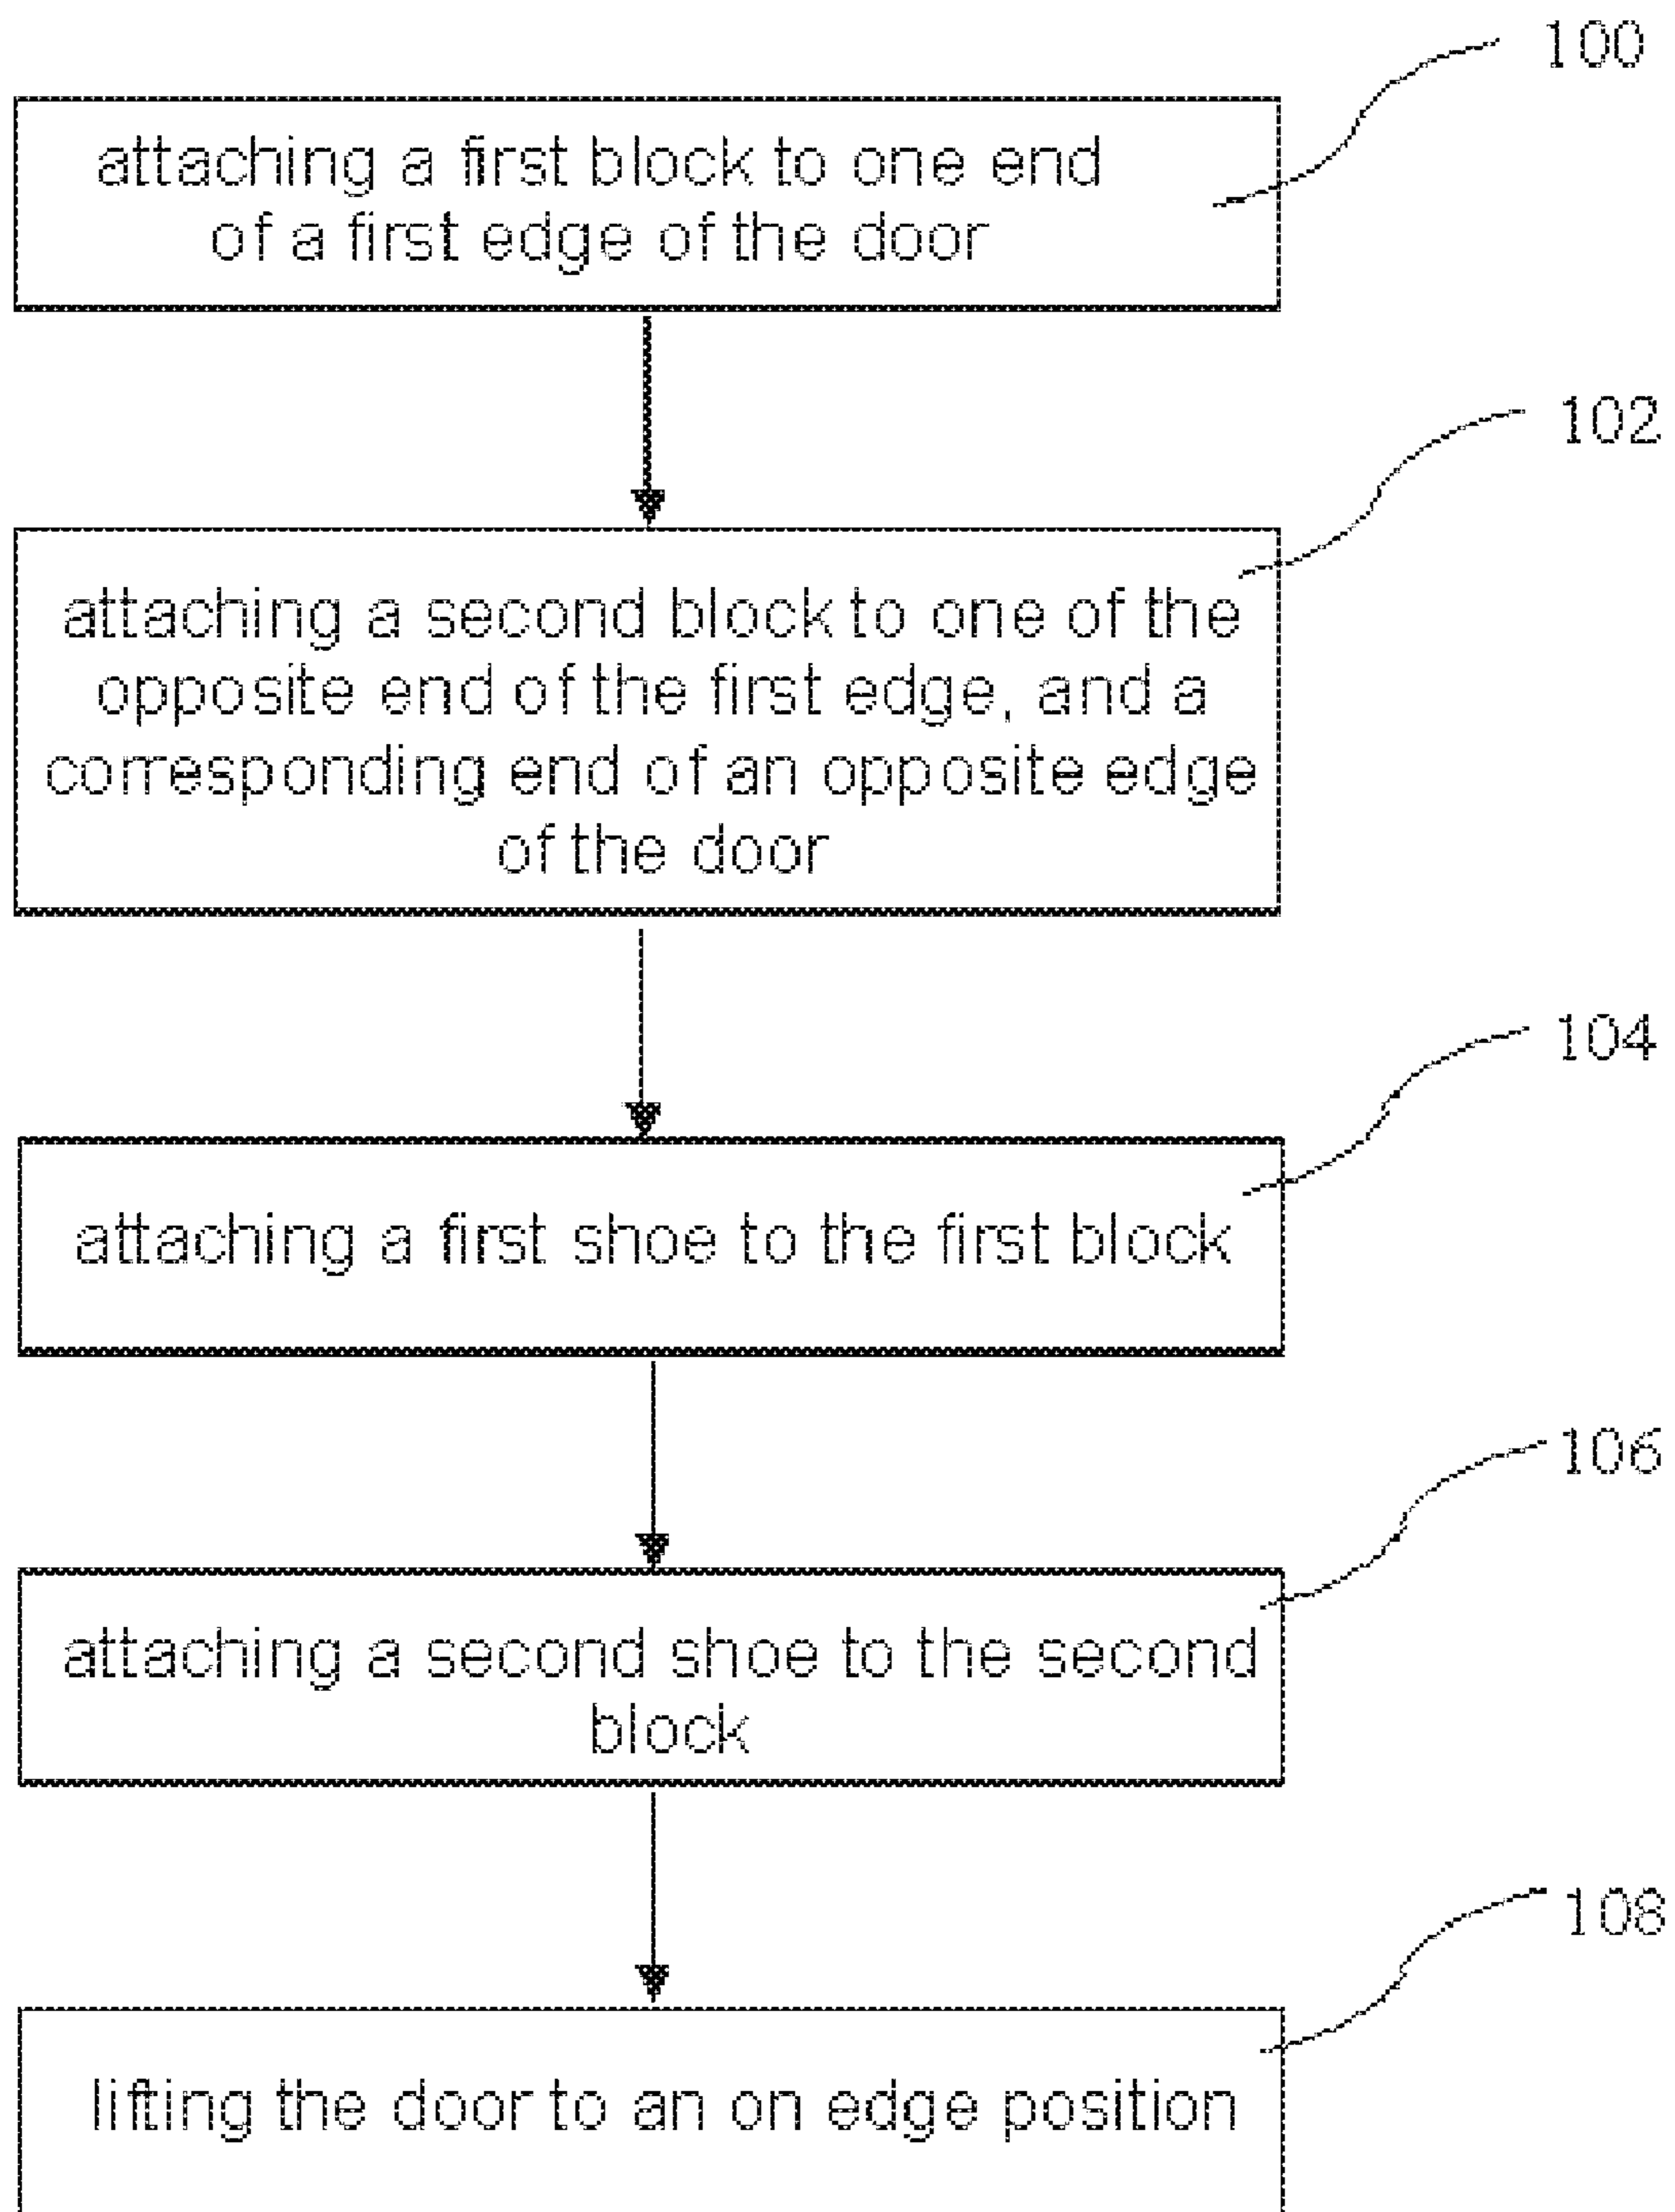 100
attaching a first block to one end
of a first edge of the door
102
attaching a second block to one of the
opposite end of the first edge, and a
corresponding end of an opposite edge
of the door
104
attaching a first shoe to the first block
106
attaching a second shoe to the second
block
108
lifting the door to an on edge position